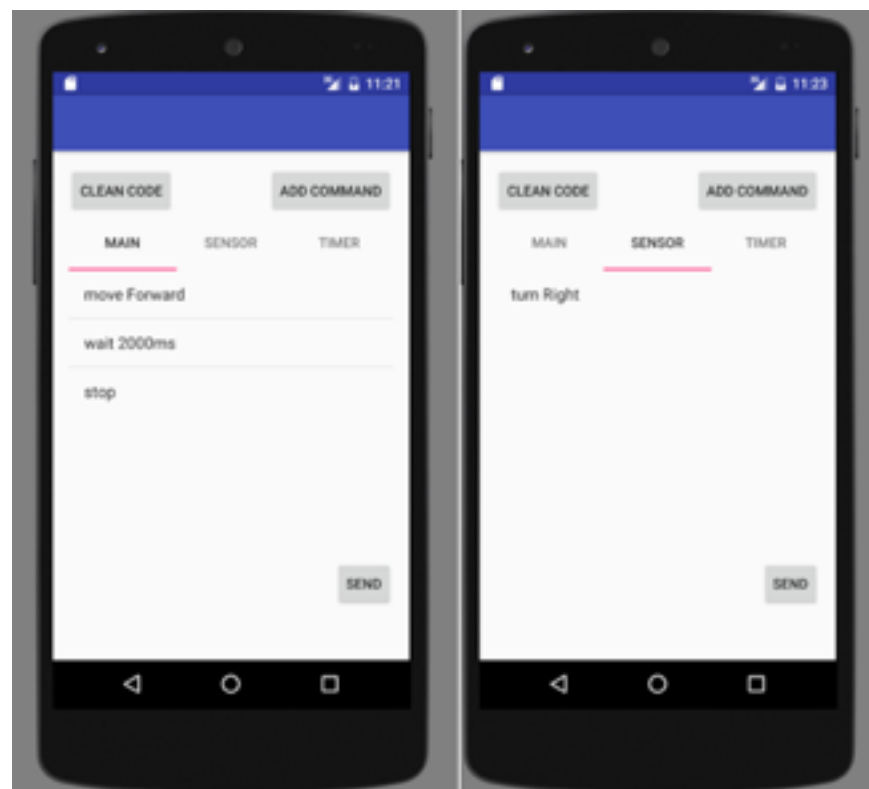 11:21
CLEAN CODE ADD COMMAND
MAIN SENSOR TIMER
move Forward
wait 2000ms
stop
SEND
11:23
CLEAN CODE ADD COMMAND
MAIN SENSOR TIMER
turn Right
SEND